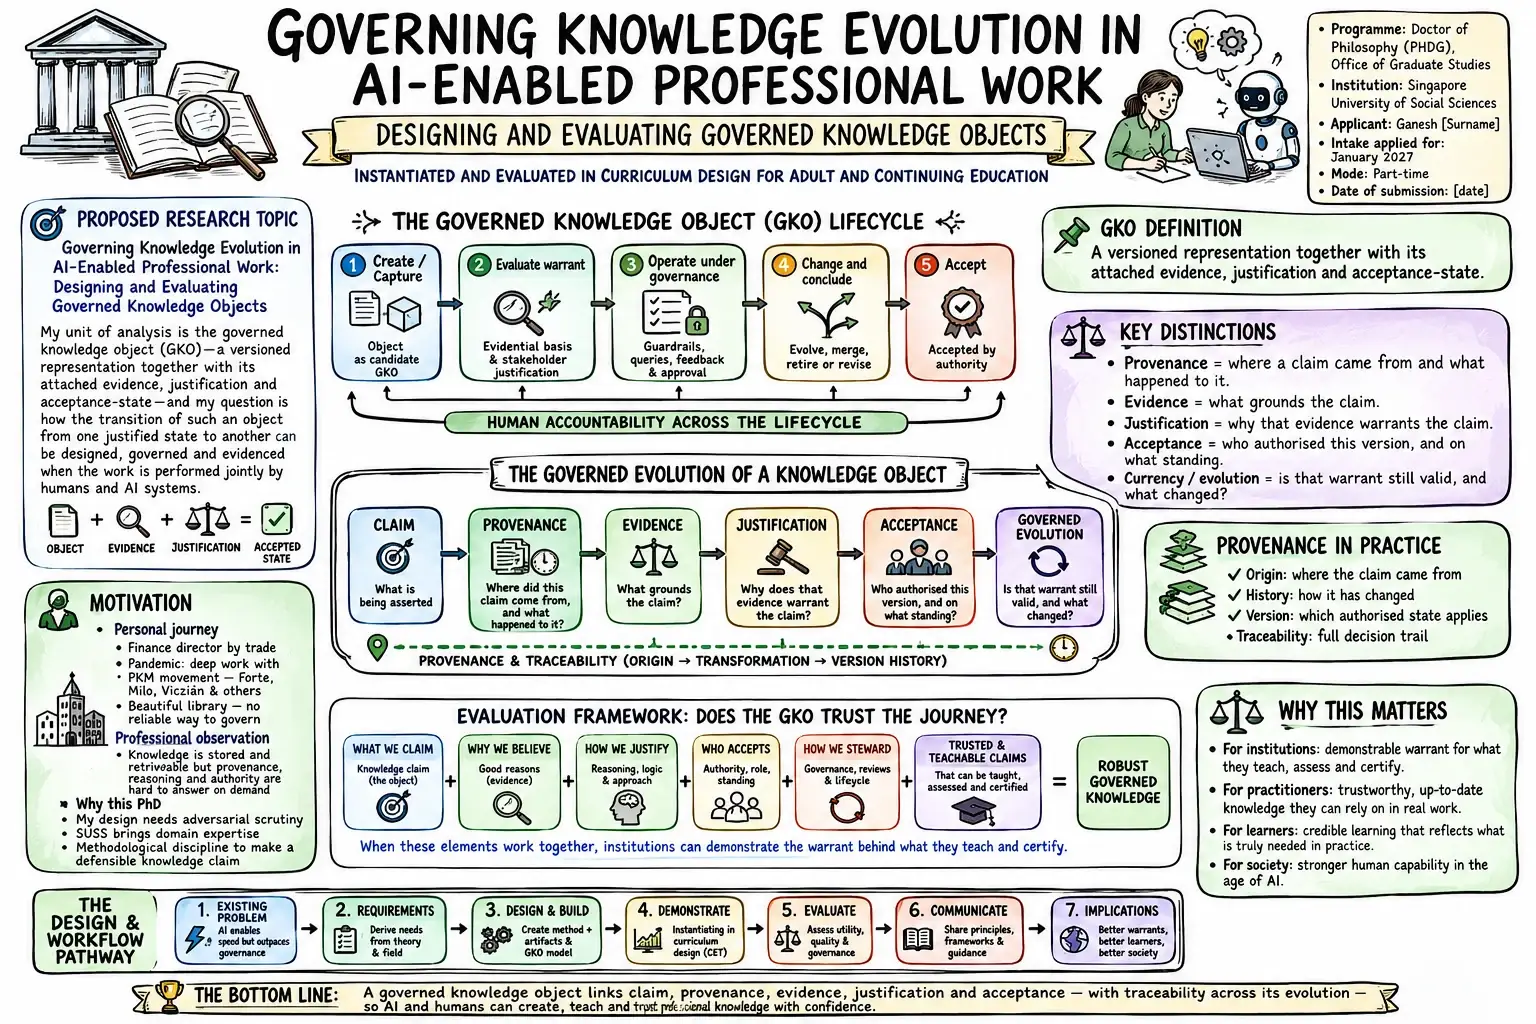 GOVERNING KNOWLEDGE EVOLUTION IN
AI-ENABLED PROFESSIONAL WORK
DESIGNING AND EVALUATING GOVERNED KNOWLEDGE OBJECTS
INSTANTIATED AND EVALUATED IN CURRICULUM DESIGN FOR ADULT AND CONTINUING EDUCATION
• Programme: Doctor of
Philosophy (PHDG),
Office of Graduate Studies
• Institution: Singapore
University of Social Sciences
• Applicant: Ganesh [Surname]
• Intake applied for:
January 2027
• Mode: Part-time
• Date of submission: [date]
PROPOSED RESEARCH TOPIC
Governing Knowledge Evolution in
AI-Enabled Professional Work:
Designing and Evaluating
Governed Knowledge Objects
My unit of analysis is the governed
knowledge object (GKO)—a versioned
representation together with its
attached evidence, justification and
acceptance-state—and my question is
how the transition of such an object
from one justified state to another can
be designed, governed and evidenced
when the work is performed jointly by
humans and AI systems.
+ + =
OBJECT EVIDENCE JUSTIFICATION ACCEPTED
STATE
MOTIVATION
• Personal journey
• Finance director by trade
• Pandemic: deep work with
• PKM movement — Forte,
Milo, Viczián & others
• Beautiful library — no
reliable way to govern
Professional observation
• Knowledge is stored and
retrievable but provenance,
reasoning and authority are
hard to answer on demand
Why this PhD
• My design needs adversarial scrutiny
• SUSS brings domain expertise
• Methodological discipline to make a
defensible knowledge claim
THE GOVERNED KNOWLEDGE OBJECT (GKO) LIFECYCLE
1 Create /
Capture
Object
as candidate
GKO
2 Evaluate warrant
Evidential basis
& stakeholder
justification
3 Operate under
governance
Guardrails,
queries, feedback
& approval
4 Change and
conclude
Evolve, merge,
retire or revise
5 Accept
Accepted by
authority
HUMAN ACCOUNTABILITY ACROSS THE LIFECYCLE
THE GOVERNED EVOLUTION OF A KNOWLEDGE OBJECT
CLAIM
What is
being asserted
PROVENANCE
Where did this
claim come from,
and what
happened to it?
EVIDENCE
What grounds
the claim?
JUSTIFICATION
Why does that
evidence warrant
the claim?
ACCEPTANCE
Who authorised this
version, and on
what standing?
GOVERNED
EVOLUTION
Is that warrant still
valid, and what
changed?
PROVENANCE & TRACEABILITY (ORIGIN → TRANSFORMATION → VERSION HISTORY)
EVALUATION FRAMEWORK: DOES THE GKO TRUST THE JOURNEY?
WHAT WE CLAIM
Knowledge claim
(the object)
+
WHY WE BELIEVE
Good reasons
(evidence)
+
HOW WE JUSTIFY
Reasoning, logic
& approach
+
WHO ACCEPTS
Authority, role,
standing
+
HOW WE STEWARD
Governance, reviews
& lifecycle
+
TRUSTED &
TEACHABLE CLAIMS
That can be taught,
assessed and certified
=
ROBUST
GOVERNED
KNOWLEDGE
When these elements work together, institutions can demonstrate the warrant behind what they teach and certify.
GKO DEFINITION
A versioned representation together with its
attached evidence, justification and acceptance-state.
KEY DISTINCTIONS
• Provenance = where a claim came from and what
happened to it.
• Evidence = what grounds the claim.
• Justification = why that evidence warrants the claim.
• Acceptance = who authorised this version, and on
what standing.
• Currency / evolution = is that warrant still valid, and
what changed?
PROVENANCE IN PRACTICE
✓ Origin: where the claim came from
✓ History: how it has changed
✓ Version: which authorised state applies
• Traceability: full decision trail
WHY THIS MATTERS
• For institutions: demonstrable warrant for what
they teach, assess and certify.
• For practitioners: trustworthy, up-to-date
knowledge they can rely on in real work.
• For learners: credible learning that reflects what
is truly needed in practice.
• For society: stronger human capability in the
age of AI.
THE
DESIGN &
WORKFLOW
PATHWAY
1. EXISTING
PROBLEM
AI enables
speed but outpaces
governance
2. REQUIREMENTS
Derive needs
from theory
& field
3. DESIGN & BUILD
Create method +
artifacts &
GKO model
4. DEMONSTRATE
Instantiating in
curriculum
design (CET)
5. EVALUATE
Assess utility,
quality &
governance
6. COMMUNICATE
Share principles,
frameworks &
guidance
7. IMPLICATIONS
Better warrants,
better learners,
better society
THE BOTTOM LINE: A governed knowledge object links claim, provenance, evidence, justification and acceptance — with traceability across its evolution —
so AI and humans can create, teach and knowledge with confidence.